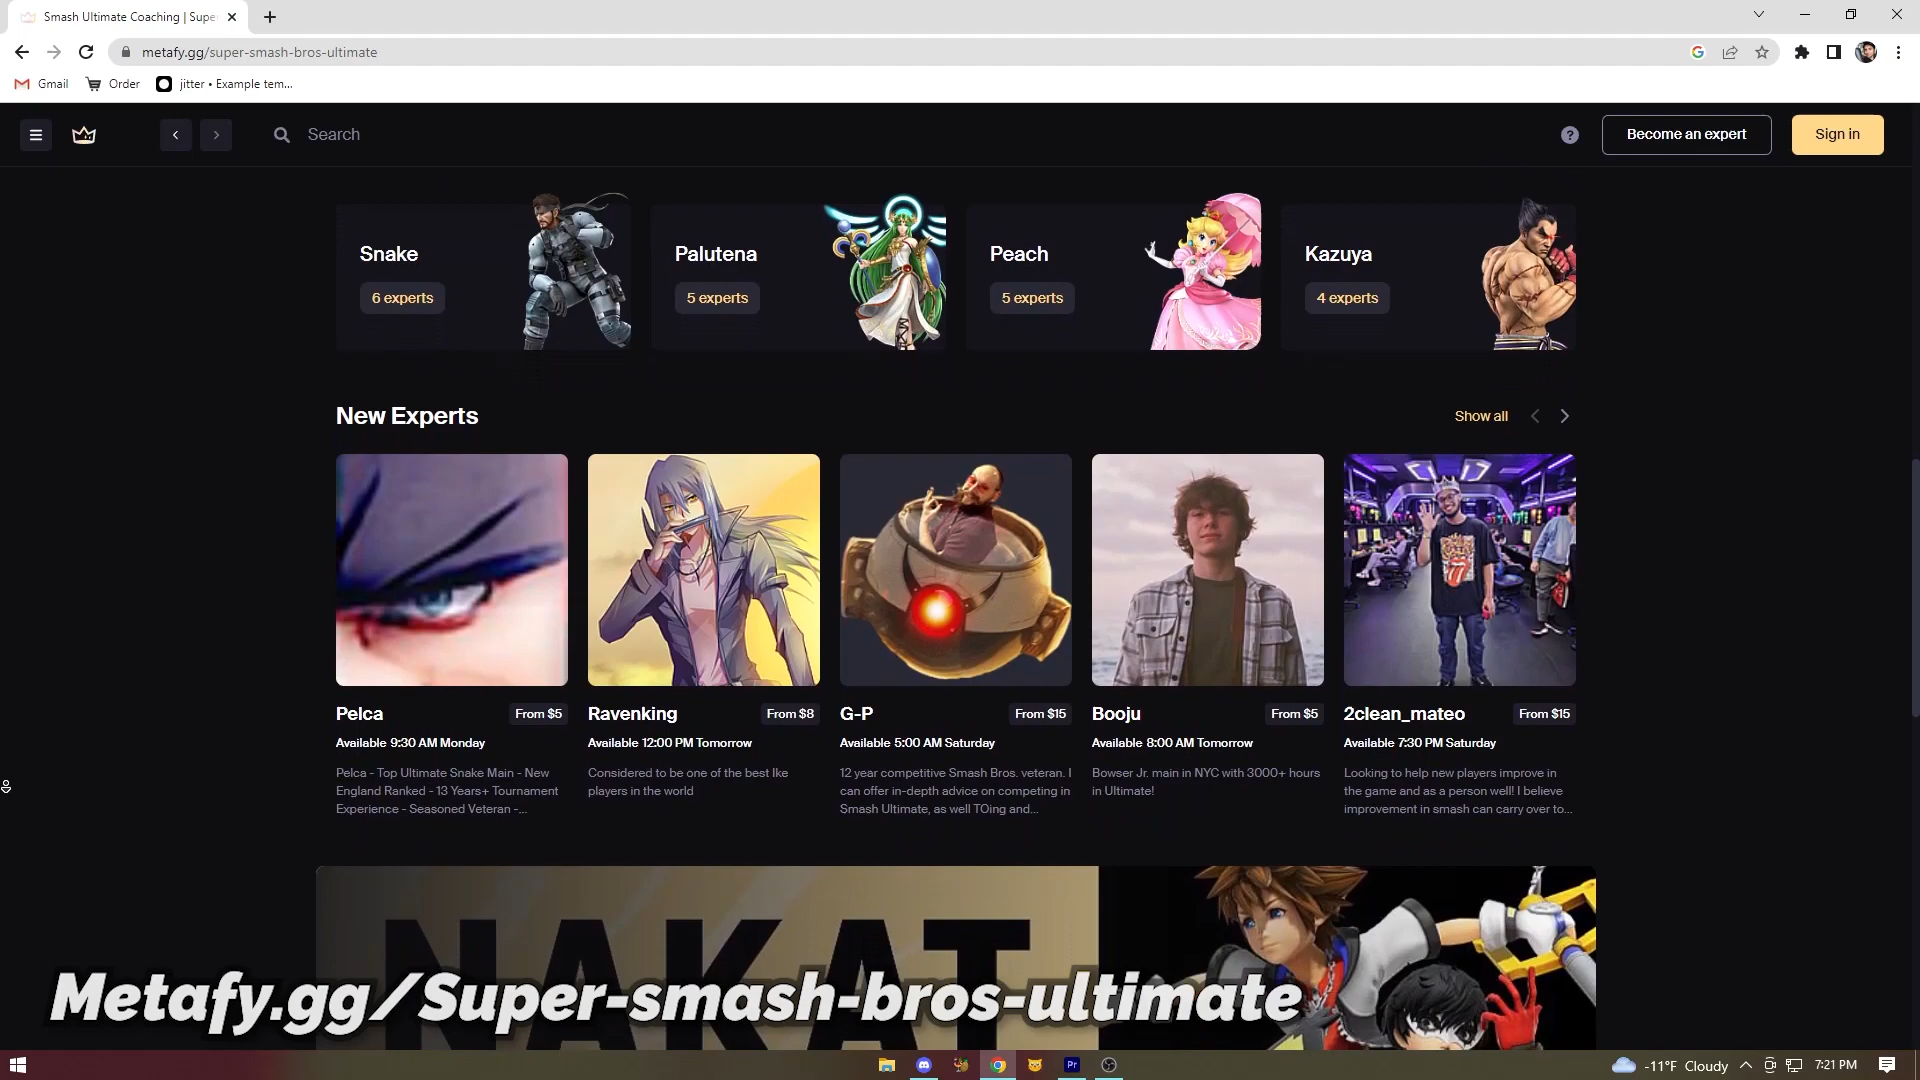 Smash Ultimate Coaching | Supe
metafy.gg/super-smash-bros-ultimate
Gmail
Order
jitter • Example tem...
Search
?
Become an expert
Sign in
Snake
6 experts
Palutena
5 experts
Peach
5 experts
Kazuya
4 experts
New Experts
Show all
Pelca
From $5
Available 9:30 AM Monday
Pelca - Top Ultimate Snake Main - New
England Ranked - 13 Years+ Tournament
Experience - Seasoned Veteran -...
Ravenking
From $8
Available 12:00 PM Tomorrow
Considered to be one of the best Ike
players in the world
G-P
From $15
Available 5:00 AM Saturday
12 year competitive Smash Bros. veteran. I
can offer in-depth advice on competing in
Smash Ultimate, as well TOing and...
Booju
From $5
Available 8:00 AM Tomorrow
Bowser Jr. main in NYC with 3000+ hours
in Ultimate!
2clean_mateo
From $15
Available 7:30 PM Saturday
Looking to help new players improve in
the game and as a person well! I believe
improvement in smash can carry over to...
NAKAT
Metafy.gg/Super-smash-bros-ultimate
Pr
-11°F Cloudy
7:21 PM